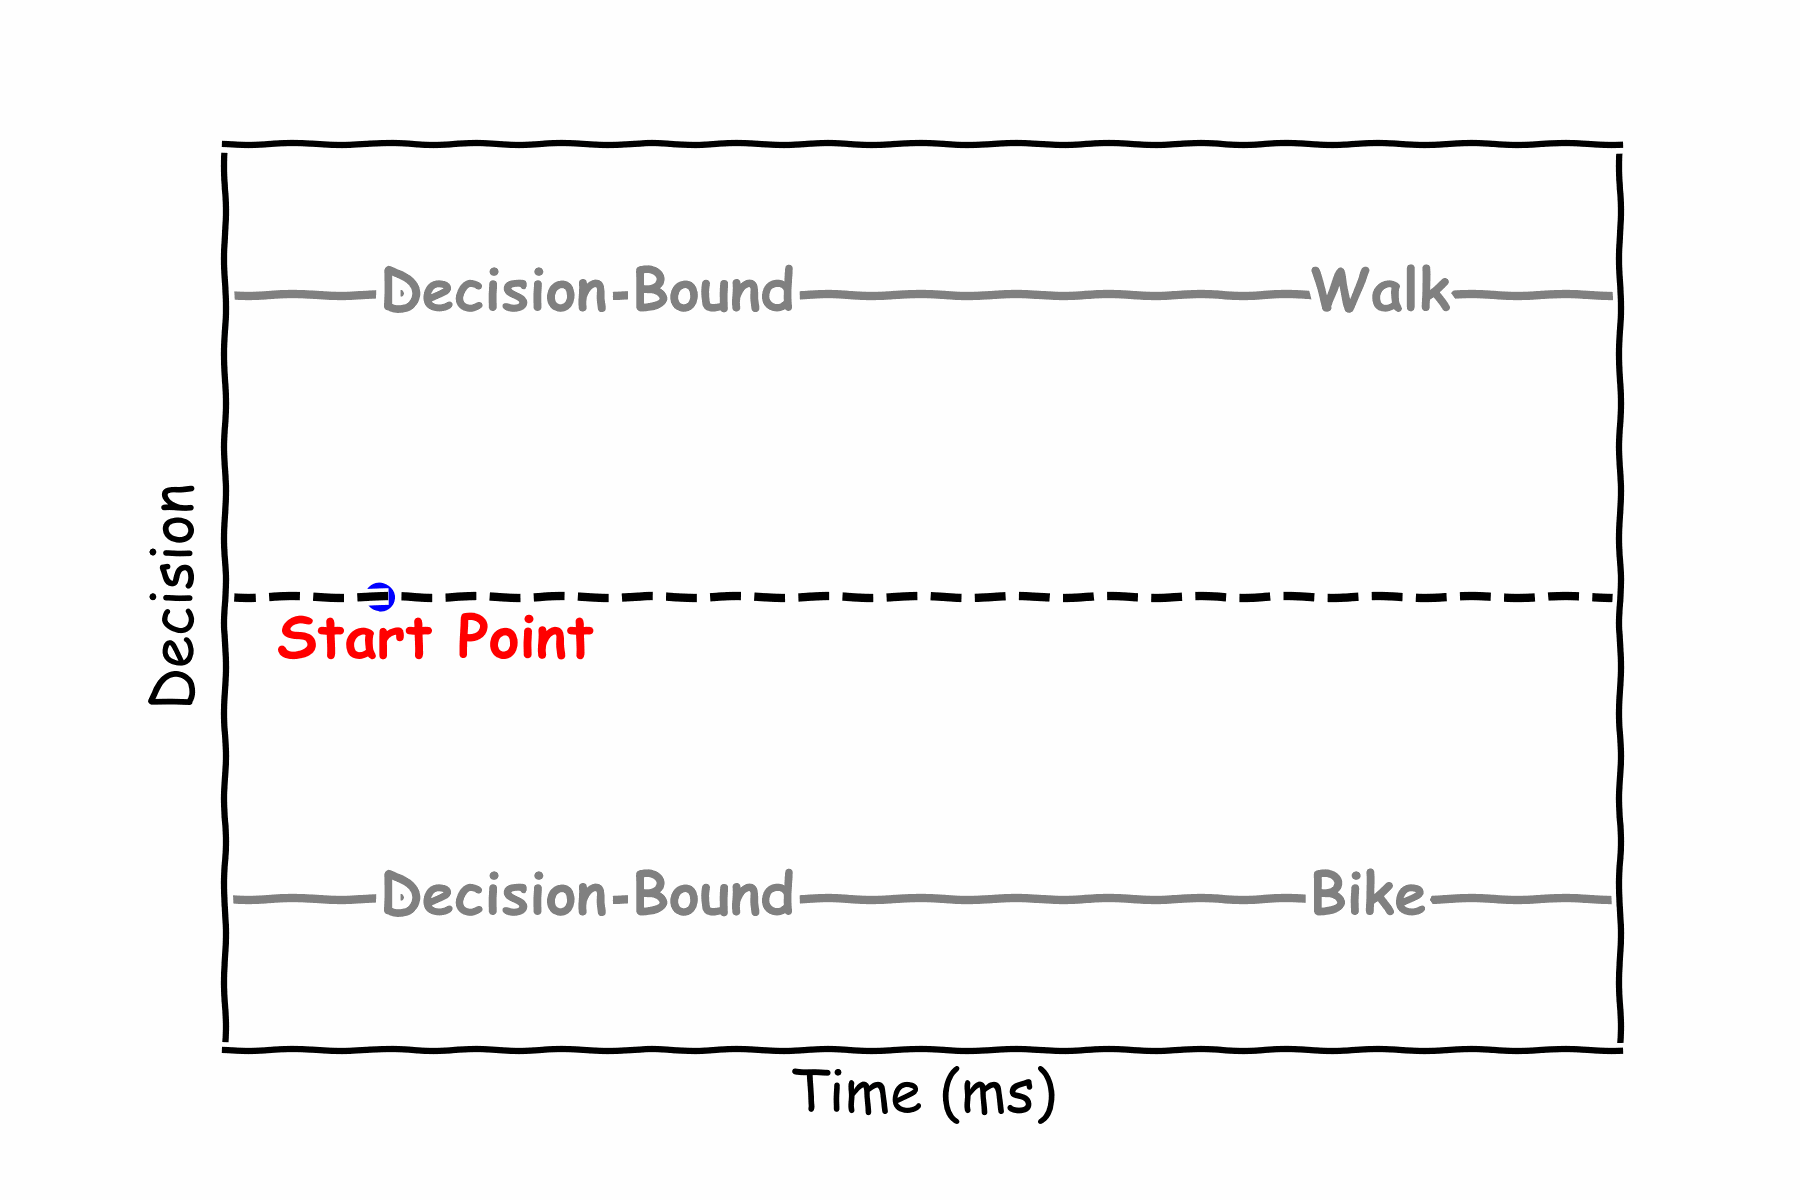 Decision-Bound
Walk
Decision
Start Point
Decision-Bound
Bike
Time (ms)